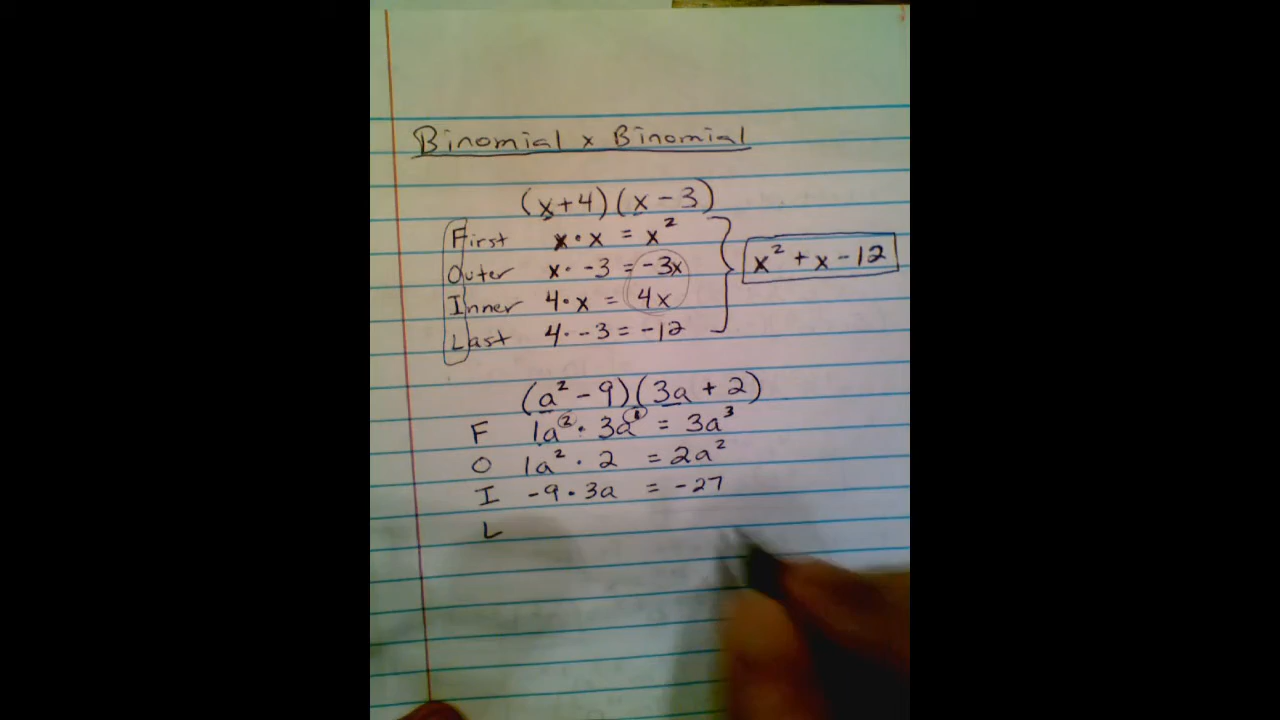 Binomial x Binomial
(x+4)(x-3)
First x · x = x²
Outer x · -3 = -3x
Inner 4 · x = 4x
Last 4 · -3 = -12
x² + x - 12
(a² - 9)(3a + 2)
F 1a² · 3a¹ = 3a³
O 1a² · 2 = 2a²
I -9 · 3a = -27
L